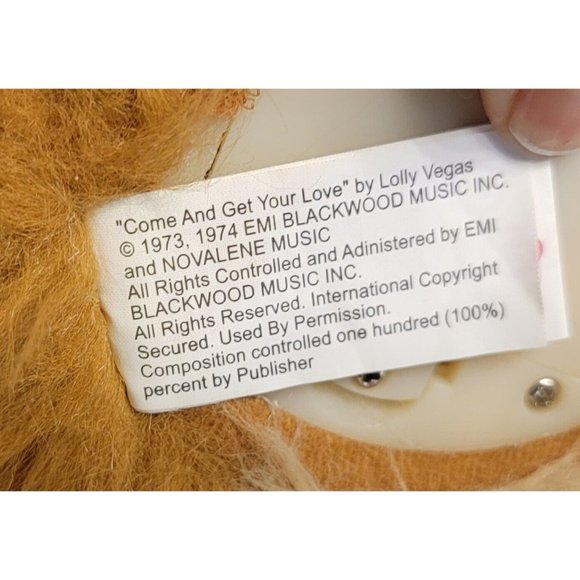 "Come And Get Your Love" by Lolly Vegas
© 1973, 1974 EMI BLACKWOOD MUSIC INC.
and NOVALENE MUSIC
All Rights Controlled and Adinistered by EMI
BLACKWOOD MUSIC INC.
All Rights Reserved. International Copyright
Secured. Used By Permission.
Composition controlled one hundred (100%)
percent by Publisher